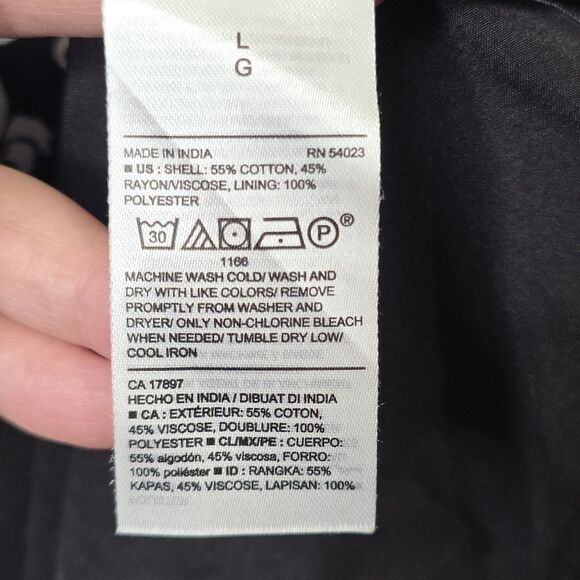 L
G
MADE IN INDIA RN 54023
■ US : SHELL: 55% COTTON, 45%
RAYON/VISCOSE, LINING: 100%
POLYESTER
30 P ®
1166
MACHINE WASH COLD/ WASH AND
DRY WITH LIKE COLORS/ REMOVE
PROMPTLY FROM WASHER AND
DRYER/ ONLY NON-CHLORINE BLEACH
WHEN NEEDED/ TUMBLE DRY LOW/
COOL IRON
CA 17897
HECHO EN INDIA / DIBUAT DI INDIA
■ CA : EXTÉRIEUR: 55% COTON,
45% VISCOSE, DOUBLURE: 100%
POLYESTER ■ CL/MX/PE : CUERPO:
55% algodón, 45% viscosa, FORRO:
100% poliéster ■ ID : RANGKA: 55%
KAPAS, 45% VISCOSE, LAPISAN: 100%